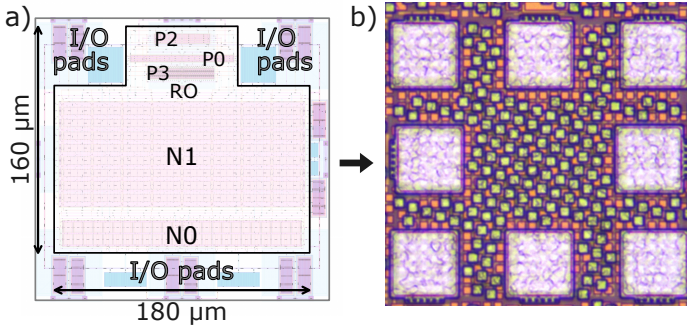 a)
b)
I/O
pads
P2
P0
P3
RO
I/O
pads
160 μm
N1
N0
I/O pads
180 μm